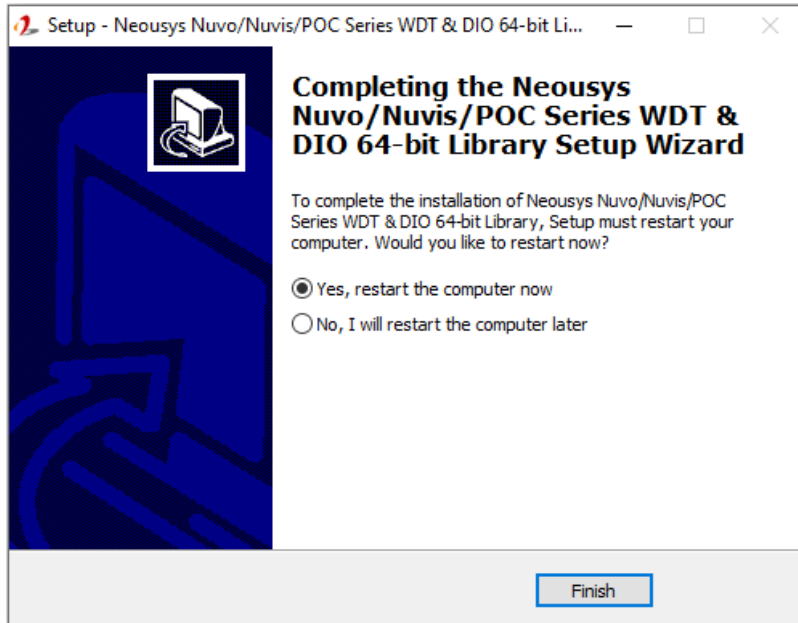 Setup - Neousys Nuvo/Nuvis/POC Series WDT & DIO 64-bit Li...
Completing the Neousys
Nuvo/Nuvis/POC Series WDT &
DIO 64-bit Library Setup Wizard
To complete the installation of Neousys Nuvo/Nuvis/POC
Series WDT & DIO 64-bit Library, Setup must restart your
computer. Would you like to restart now?
Yes, restart the computer now
No, I will restart the computer later
Finish